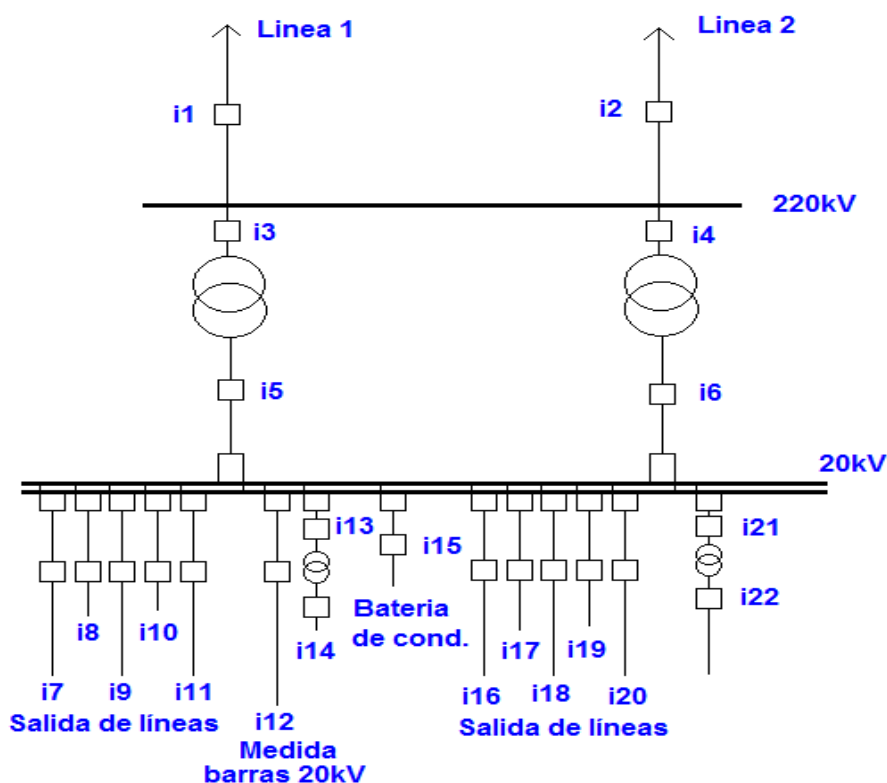 Linea 1
Linea 2
i1
i2
220kV
i3
i4
i5
i6
20kV
i13
i21
i15
i22
Bateria
de cond.
i8
i10
i14
i17
i19
i7
i9
i11
i16
i18
i20
i12
Salida de líneas
Salida de líneas
Medida
barras 20kV